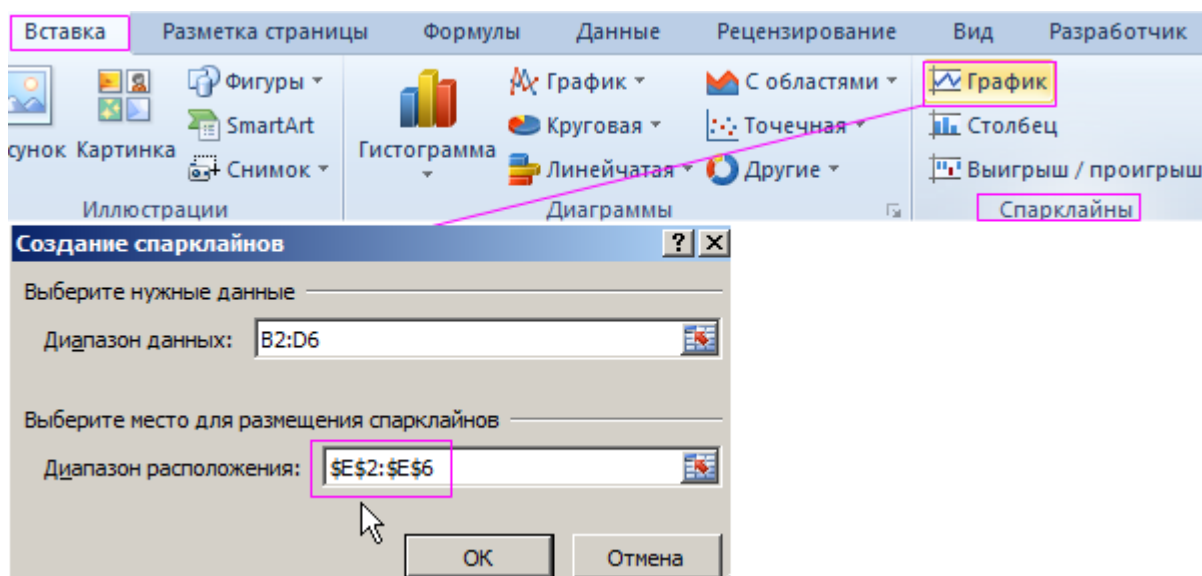 Вставка Разметка страницы Формулы Данные Рецензирование Вид Разработчик
Фигуры График С областями График
SmartArt Круговая Точечная Столбец
сунок Картинка Гистограмма
Снимок Линейчатая Другие Выигрыш / проигрыш
Иллюстрации Диаграммы Спарклайны
Создание спарклайнов
Выберите нужные данные
Диапазон данных: B2:D6
Выберите место для размещения спарклайнов
Диапазон расположения: $E$2:$E$6
OK Отмена